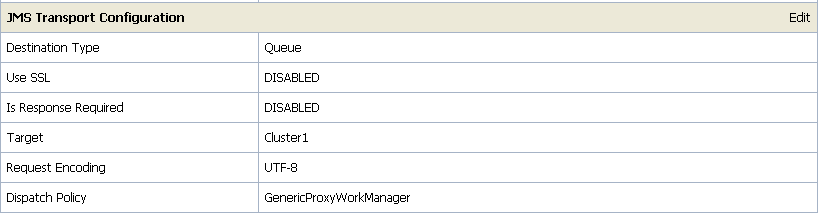 JMS Transport Configuration Edit
Destination Type Queue
Use SSL DISABLED
Is Response Required DISABLED
Target Cluster1
Request Encoding UTF-8
Dispatch Policy GenericProxyWorkManager